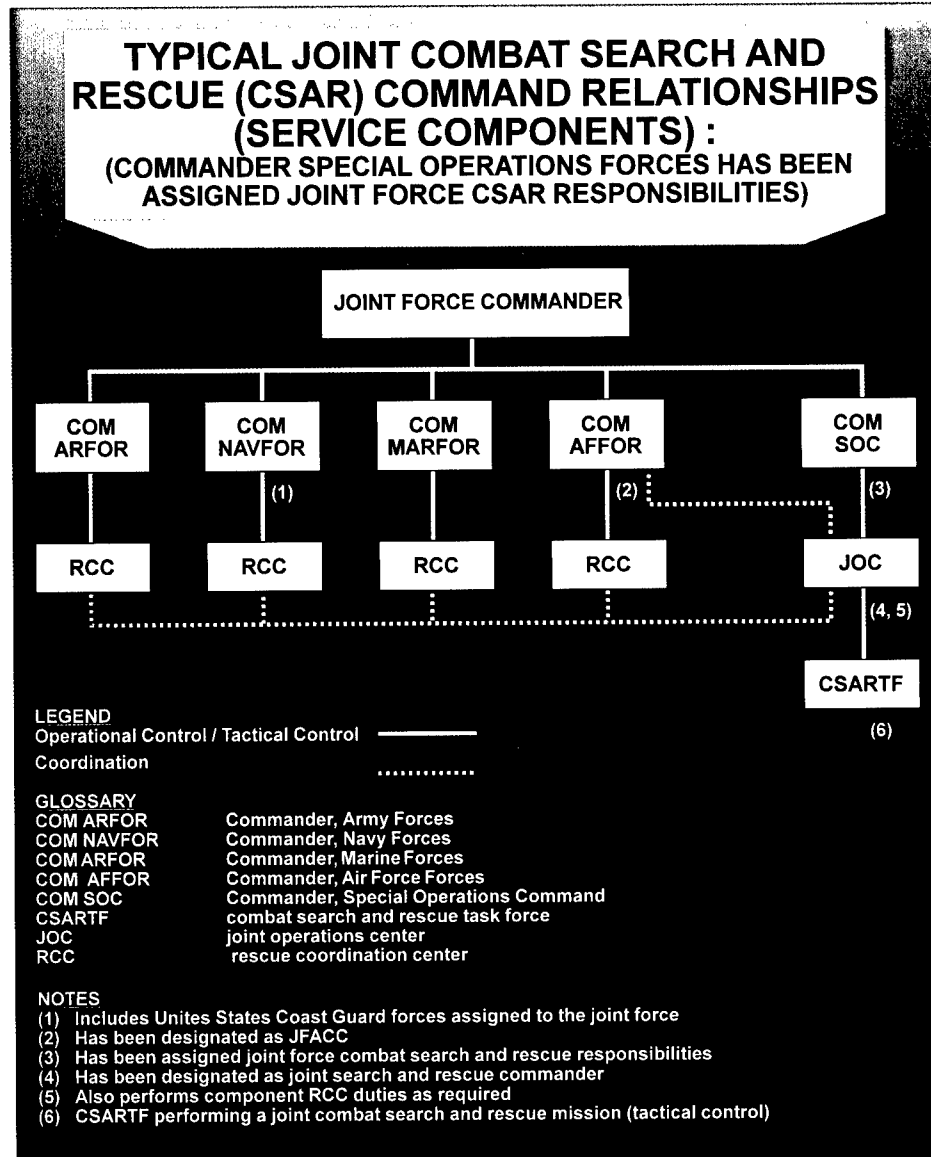 TYPICAL JOINT COMBAT SEARCH AND
RESCUE (CSAR) COMMAND RELATIONSHIPS
(SERVICE COMPONENTS) :
(COMMANDER SPECIAL OPERATIONS FORCES HAS BEEN
ASSIGNED JOINT FORCE CSAR RESPONSIBILITIES)
JOINT FORCE COMMANDER
COM
ARFOR
COM
NAVFOR
COM
MARFOR
COM
AFFOR
COM
SOC
(1)
(2)
(3)
RCC
RCC
RCC
RCC
JOC
(4, 5)
CSARTF
(6)
LEGEND
Operational Control / Tactical Control
Coordination
GLOSSARY
COM ARFOR Commander, Army Forces
COM NAVFOR Commander, Navy Forces
COM ARFOR Commander, Marine Forces
COM AFFOR Commander, Air Force Forces
COM SOC Commander, Special Operations Command
CSARTF combat search and rescue task force
JOC joint operations center
RCC rescue coordination center
NOTES
(1) Includes Unites States Coast Guard forces assigned to the joint force
(2) Has been designated as JFACC
(3) Has been assigned joint force combat search and rescue responsibilities
(4) Has been designated as joint search and rescue commander
(5) Also performs component RCC duties as required
(6) CSARTF performing a joint combat search and rescue mission (tactical control)